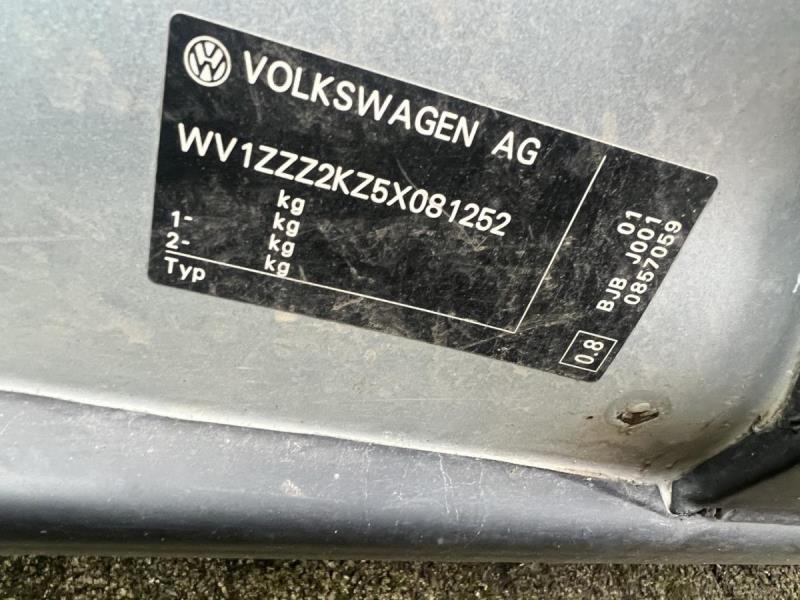 VOLKSWAGEN AG
WV1ZZZ2KZ5X081252
kg
1- kg
2- kg
Typ kg
01
BJB J001
0857059
0.8